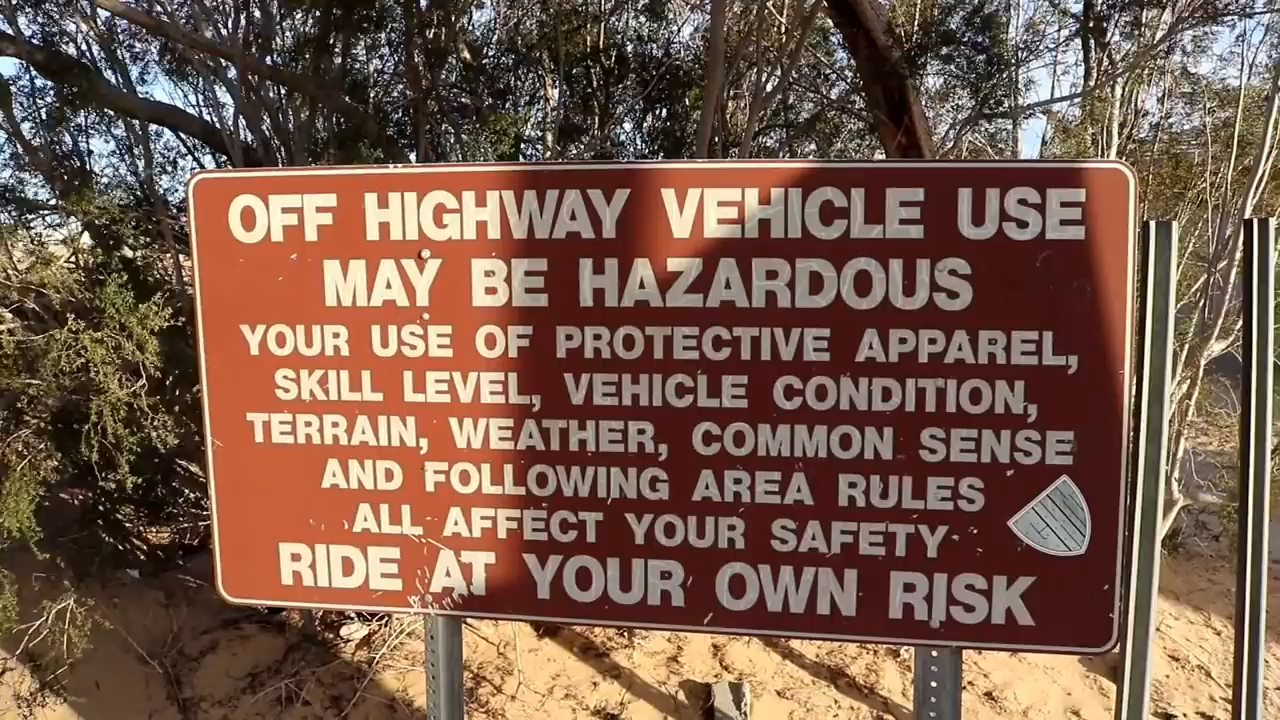 OFF HIGHWAY VEHICLE USE
MAY BE HAZARDOUS
YOUR USE OF PROTECTIVE APPAREL,
SKILL LEVEL, VEHICLE CONDITION,
TERRAIN, WEATHER, COMMON SENSE
AND FOLLOWING AREA RULES
ALL AFFECT YOUR SAFETY
RIDE AT YOUR OWN RISK